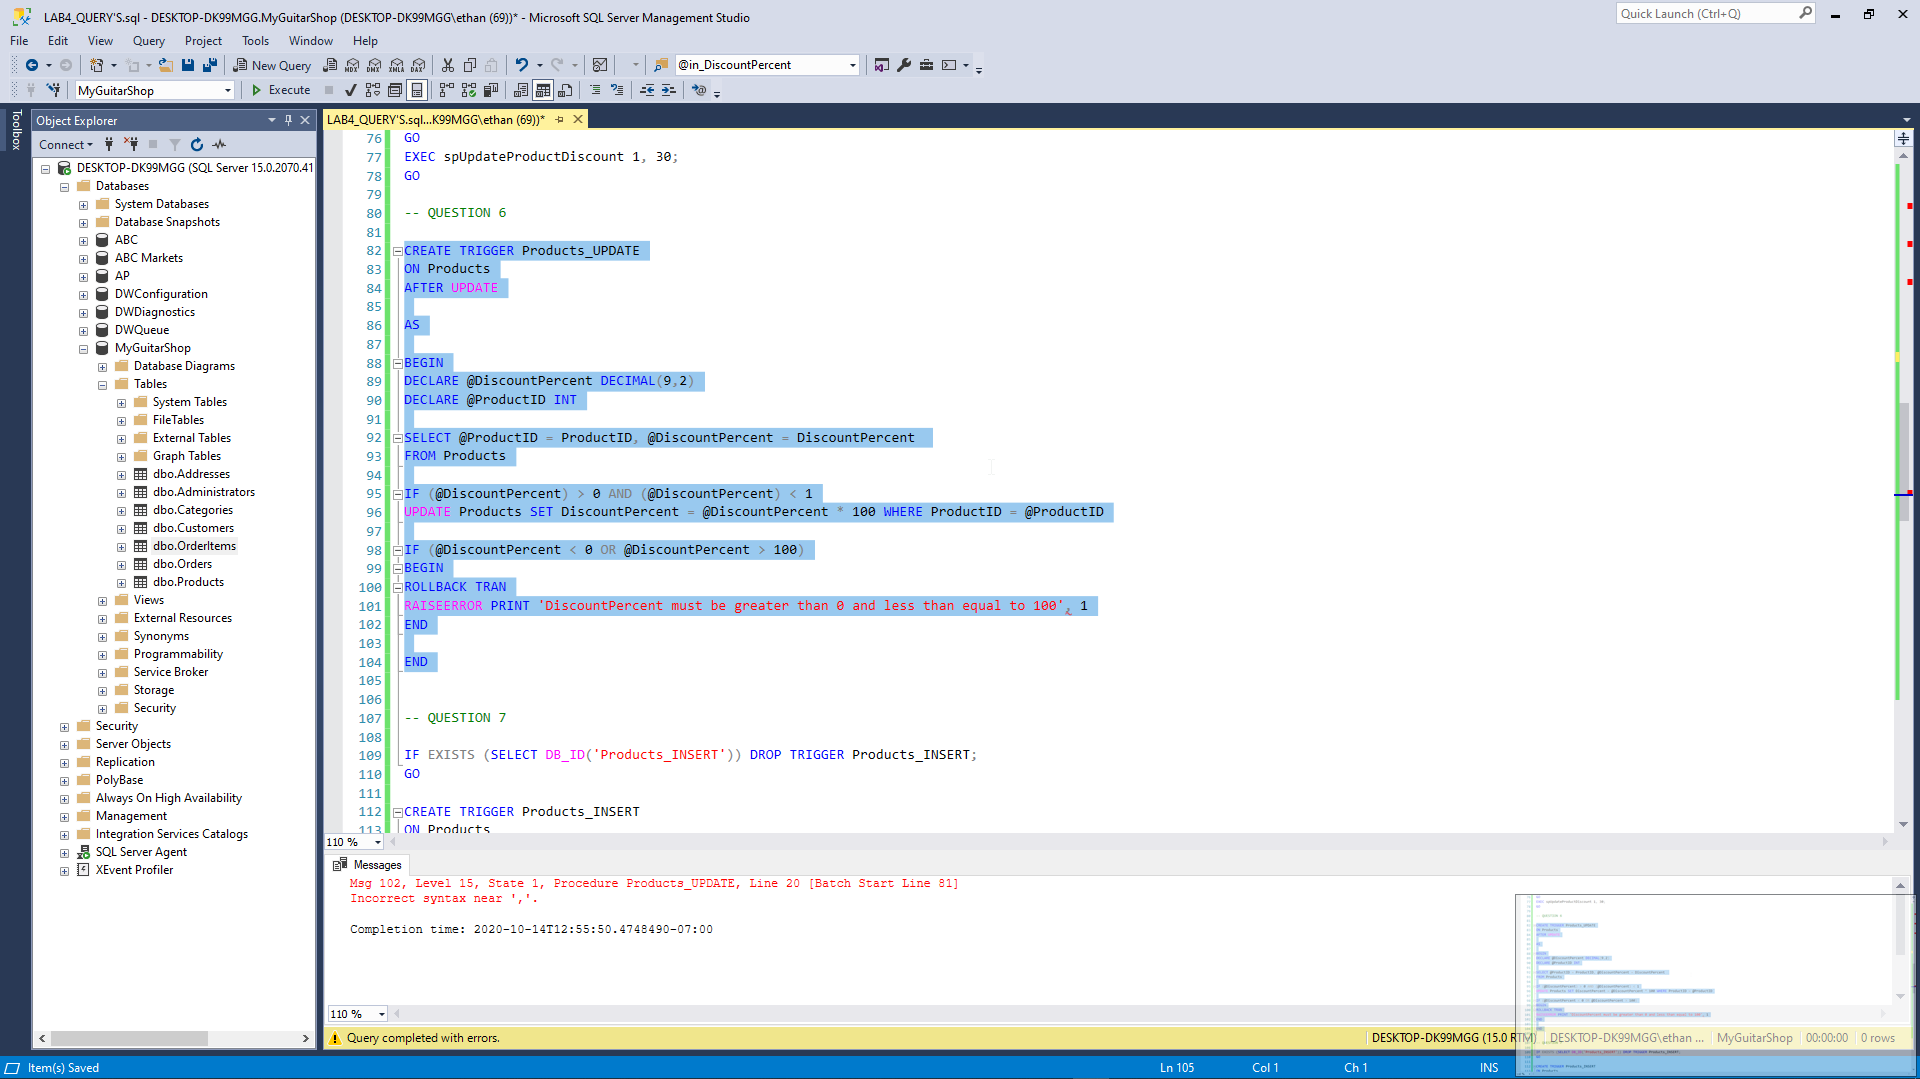 LAB4_QUERY'S.sql - DESKTOP-DK99MGG.MyGuitarShop (DESKTOP-DK99MGG\ethan (69))* - Microsoft SQL Server Management Studio
Quick Launch (Ctrl+Q)
File Edit View Query Project Tools Window Help
New Query MDX DMX XMLA DAX @in_DiscountPercent
MyGuitarShop Execute
Toolbox
Object Explorer
Connect
DESKTOP-DK99MGG (SQL Server 15.0.2070.41
Databases
System Databases
Database Snapshots
ABC
ABC Markets
AP
DWConfiguration
DWDiagnostics
DWQueue
MyGuitarShop
Database Diagrams
Tables
System Tables
FileTables
External Tables
Graph Tables
dbo.Addresses
dbo.Administrators
dbo.Categories
dbo.Customers
dbo.OrderItems
dbo.Orders
dbo.Products
Views
External Resources
Synonyms
Programmability
Service Broker
Storage
Security
Security
Server Objects
Replication
PolyBase
Always On High Availability
Management
Integration Services Catalogs
SQL Server Agent
XEvent Profiler
LAB4_QUERY'S.sql...K99MGG\ethan (69))*
76 GO
77 EXEC spUpdateProductDiscount 1, 30;
78 GO
79
80 -- QUESTION 6
81
82 CREATE TRIGGER Products_UPDATE
83 ON Products
84 AFTER UPDATE
85
86 AS
87
88 BEGIN
89 DECLARE @DiscountPercent DECIMAL(9,2)
90 DECLARE @ProductID INT
91
92 SELECT @ProductID = ProductID, @DiscountPercent = DiscountPercent
93 FROM Products
94
95 IF (@DiscountPercent) > 0 AND (@DiscountPercent) < 1
96 UPDATE Products SET DiscountPercent = @DiscountPercent * 100 WHERE ProductID = @ProductID
97
98 IF (@DiscountPercent < 0 OR @DiscountPercent > 100)
99 BEGIN
100 ROLLBACK TRAN
101 RAISEERROR PRINT 'DiscountPercent must be greater than 0 and less than equal to 100', 1
102 END
103
104 END
105
106
107 -- QUESTION 7
108
109 IF EXISTS (SELECT DB_ID('Products_INSERT')) DROP TRIGGER Products_INSERT;
110 GO
111
112 CREATE TRIGGER Products_INSERT
113 ON Products
110 %
Messages
Msg 102, Level 15, State 1, Procedure Products_UPDATE, Line 20 [Batch Start Line 81]
Incorrect syntax near ','.
Completion time: 2020-10-14T12:55:50.4748490-07:00
110 %
Query completed with errors. DESKTOP-DK99MGG (15.0 RTM) DESKTOP-DK99MGG\ethan ... MyGuitarShop 00:00:00 0 rows
Item(s) Saved Ln 105 Col 1 Ch 1 INS